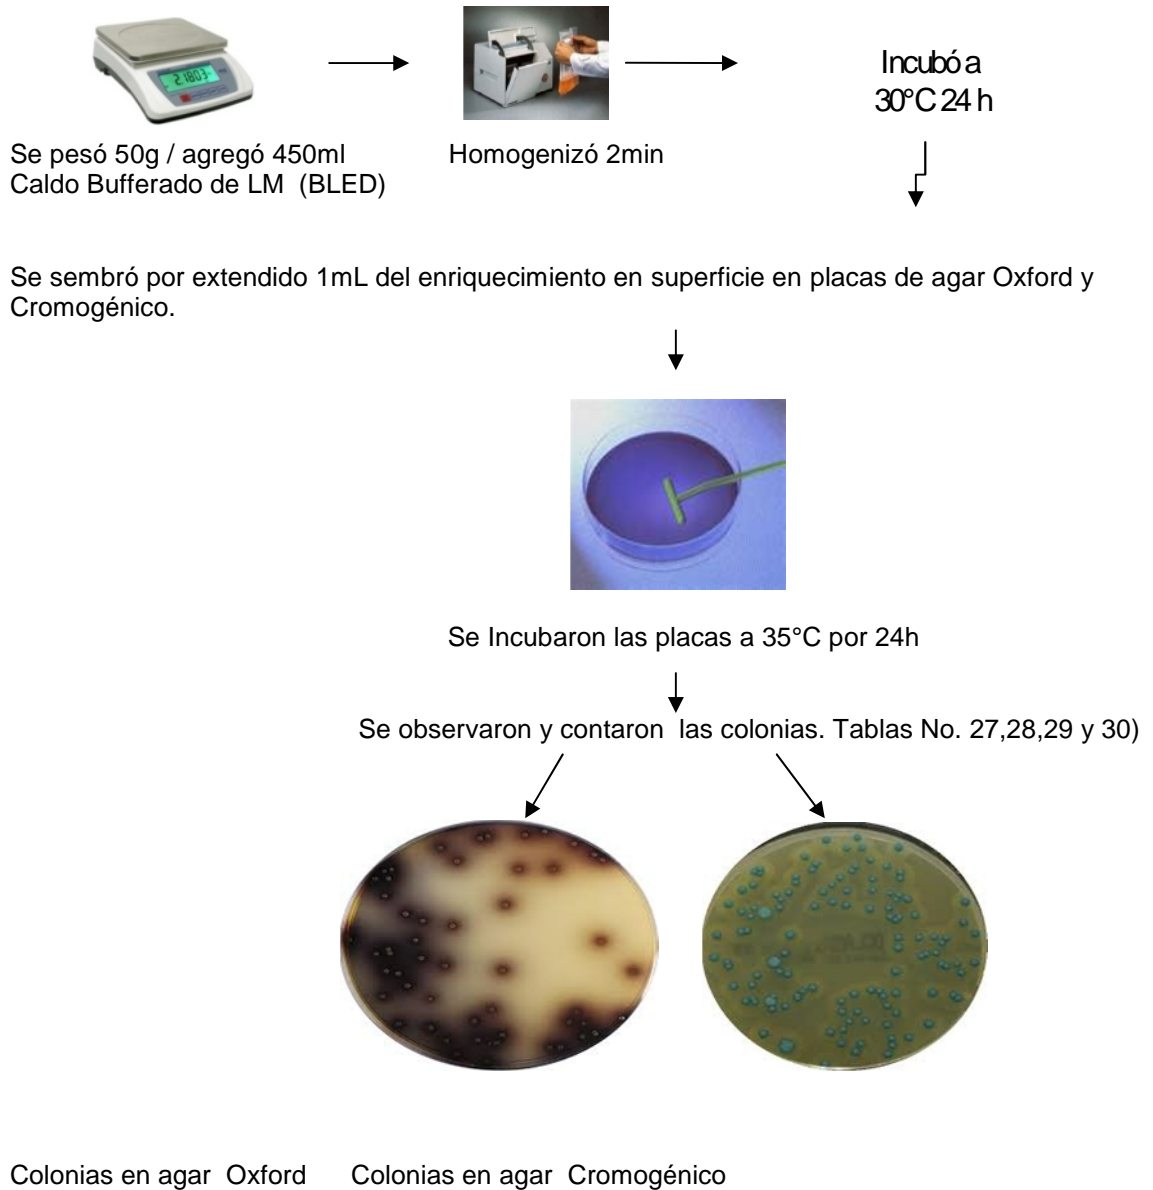 2.1803
Incubó a
30°C 24 h
Se pesó 50g / agregó 450ml
Caldo Bufferado de LM (BLED)
Homogenizó 2min
Se sembró por extendido 1mL del enriquecimiento en superficie en placas de agar Oxford y
Cromogénico.
Se Incubaron las placas a 35°C por 24h
Se observaron y contaron las colonias. Tablas No. 27,28,29 y 30)
Colonias en agar Oxford Colonias en agar Cromogénico